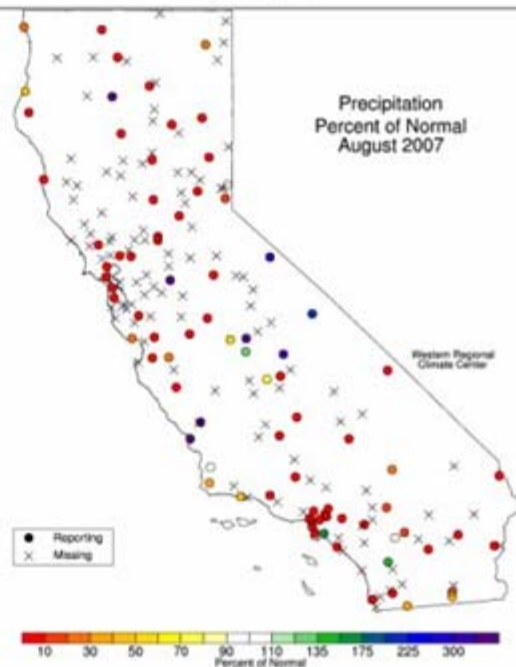 Precipitation
Percent of Normal
August 2007
Western Regional
Climate Center
Reporting
Missing
10 30 50 70 90 110 135 175 225 300
Percent of Normal